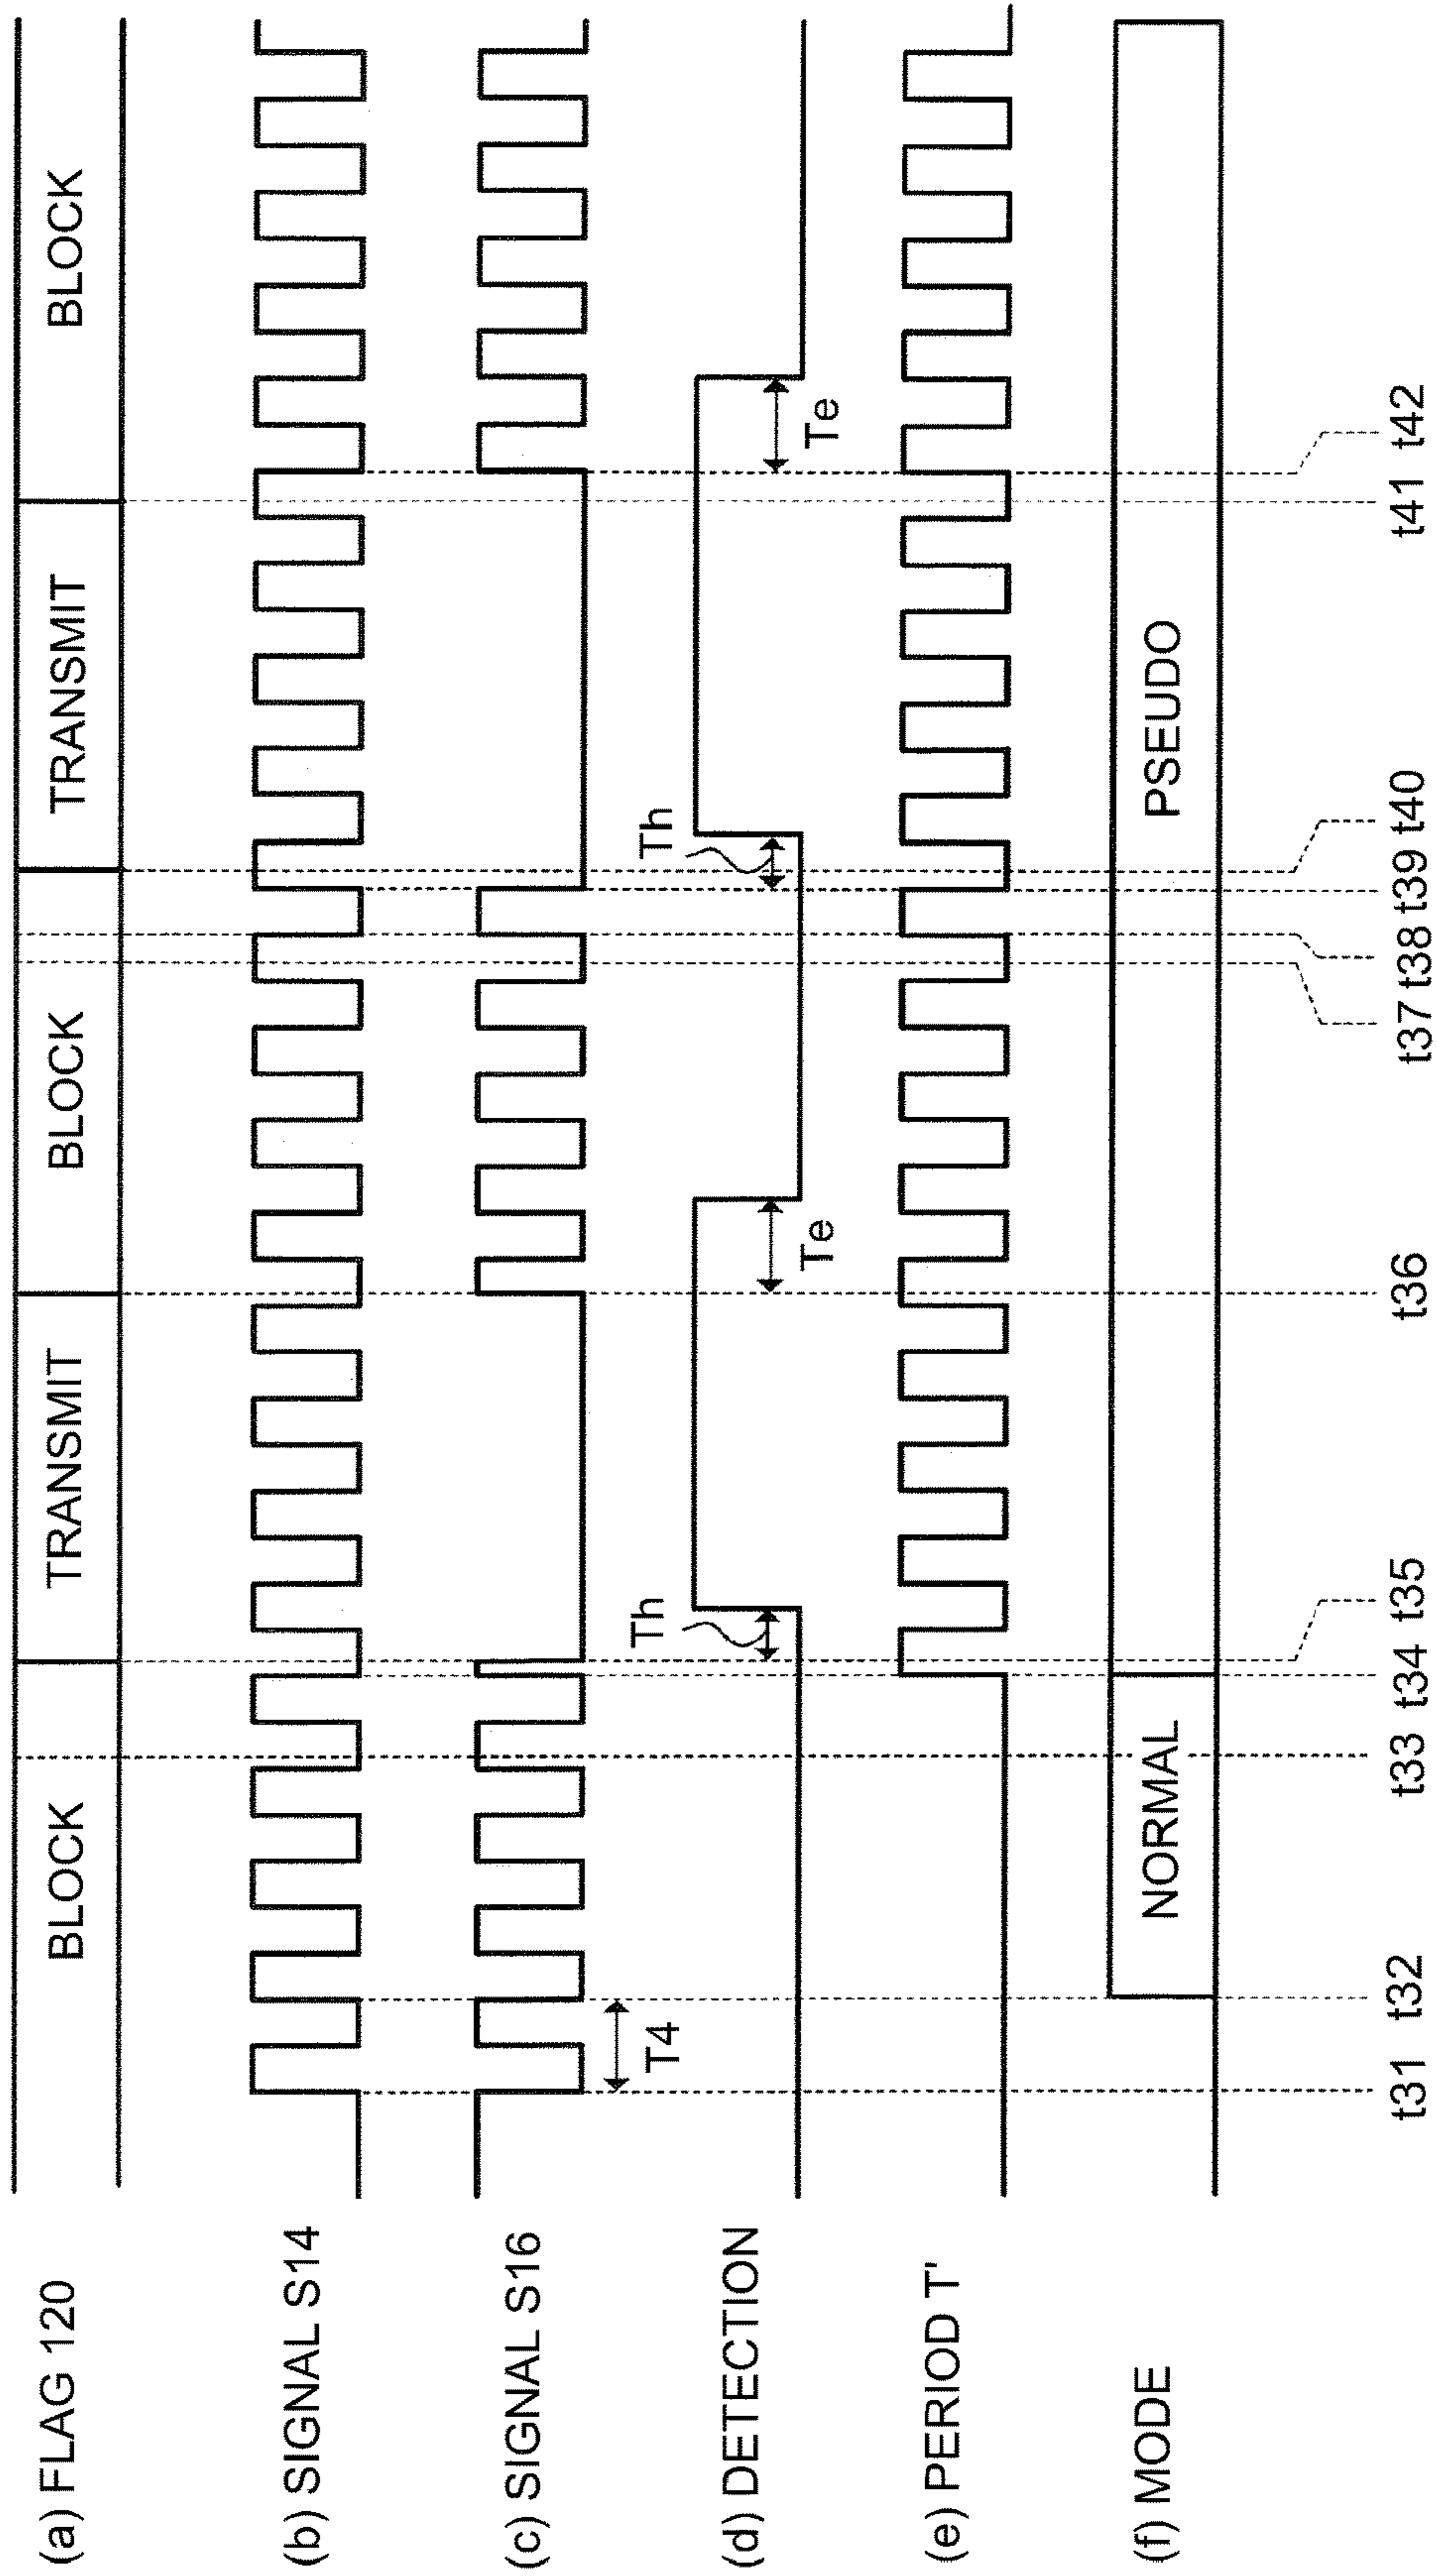 (a) FLAG 120
BLOCK
TRANSMIT
BLOCK
TRANSMIT
BLOCK
(b) SIGNAL S14
(c) SIGNAL S16
T4
(d) DETECTION
Th
Te
Th
Te
(e) PERIOD T'
(f) MODE
NORMAL
PSEUDO
t31 t32 t33 t34 t35 t36 t37 t38 t39 t40 t41 t42